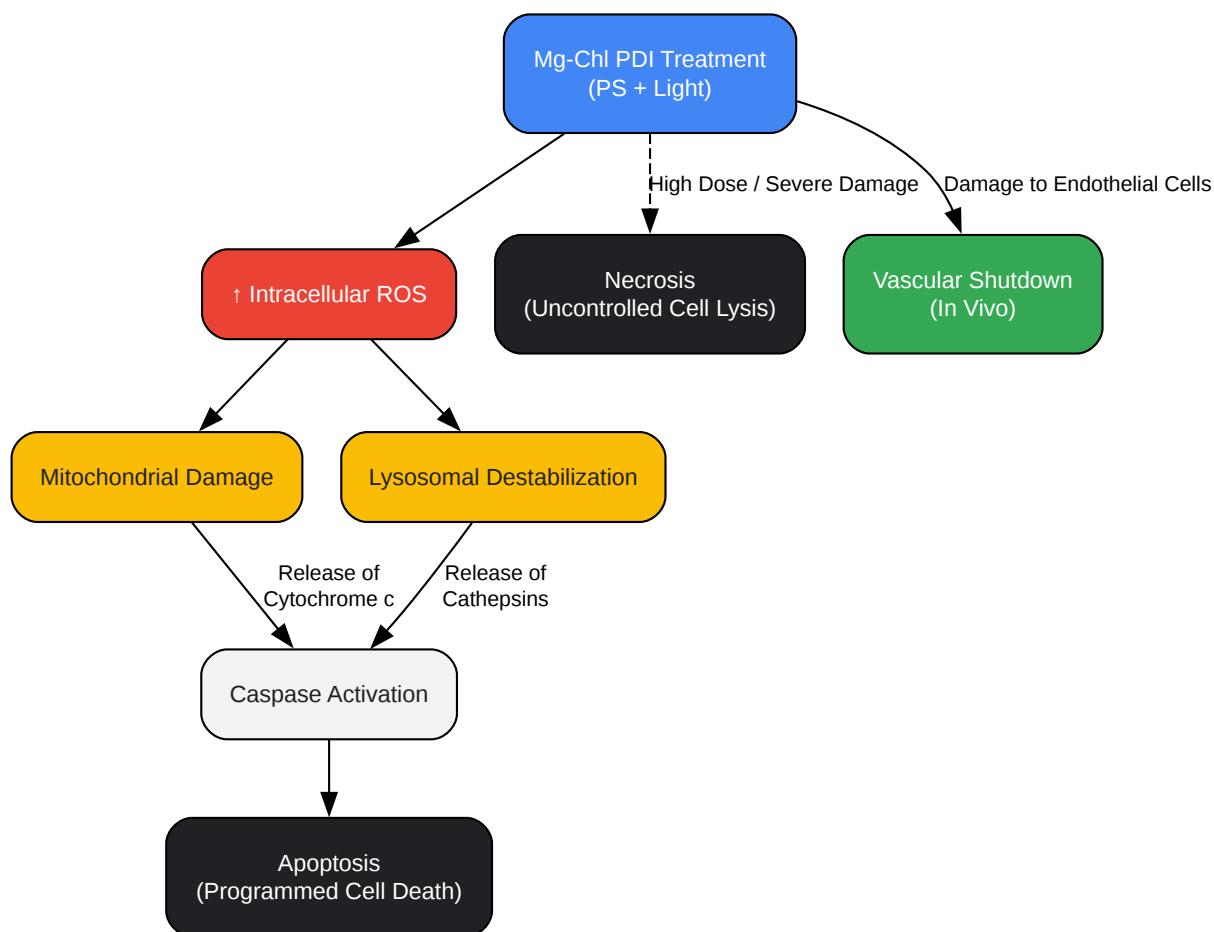 Mg-Chl PDI Treatment
(PS + Light)
High Dose / Severe Damage
Damage to Endothelial Cells
↑ Intracellular ROS
Necrosis
(Uncontrolled Cell Lysis)
Vascular Shutdown
(In Vivo)
Mitochondrial Damage
Lysosomal Destabilization
Release of
Cytochrome c
Release of
Cathepsins
Caspase Activation
Apoptosis
(Programmed Cell Death)